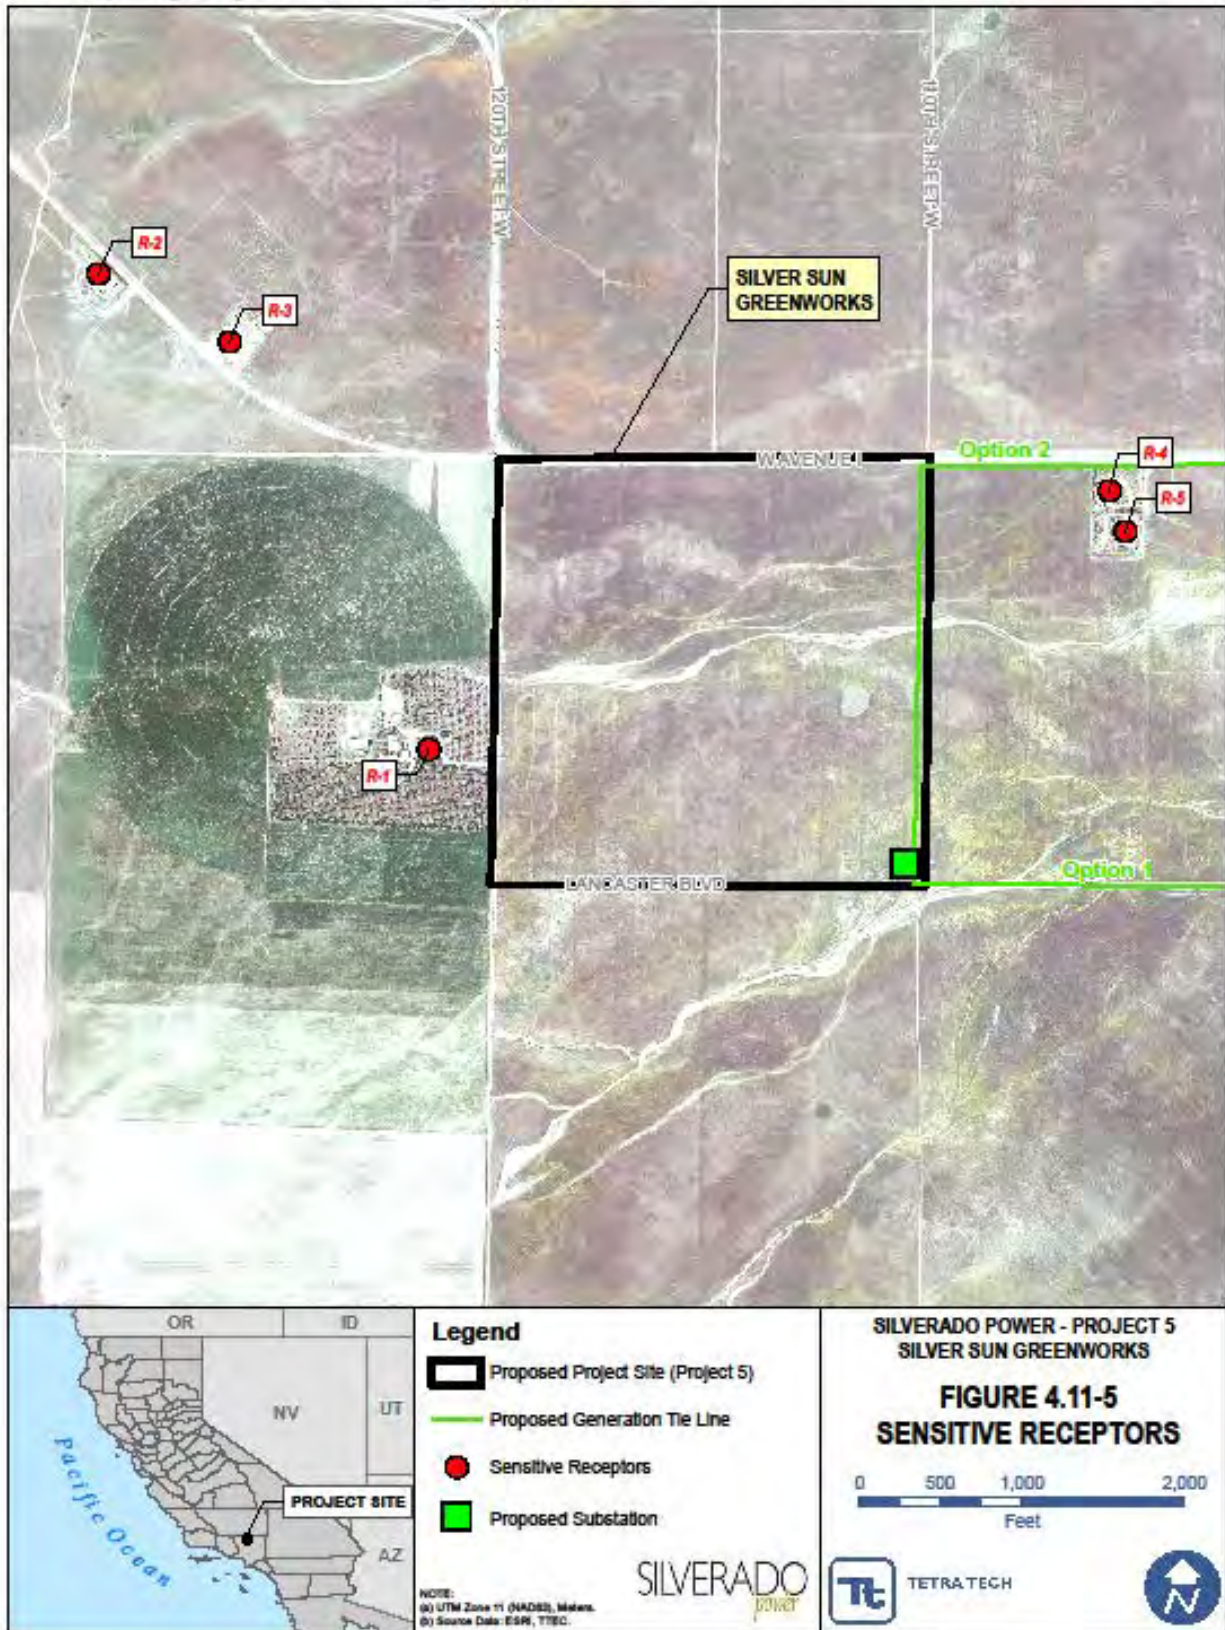 120TH STREET W
110TH STREET W
R-2
R-3
SILVER SUN
GREENWORKS
W AVENUE I
Option 2
R-4
R-5
R-1
LANCASTER BLVD
Option 1
OR
ID
NV
UT
AZ
Pacific Ocean
PROJECT SITE
Legend
Proposed Project Site (Project 5)
Proposed Generation Tie Line
Sensitive Receptors
Proposed Substation
NOTE:
(a) UTM Zone 11 (NAD83), Meters.
(b) Source Data: ESRI, TTEC.
SILVERADO
power
SILVERADO POWER - PROJECT 5
SILVER SUN GREENWORKS
FIGURE 4.11-5
SENSITIVE RECEPTORS
0 500 1,000 2,000
Feet
Tt
TETRA TECH
N